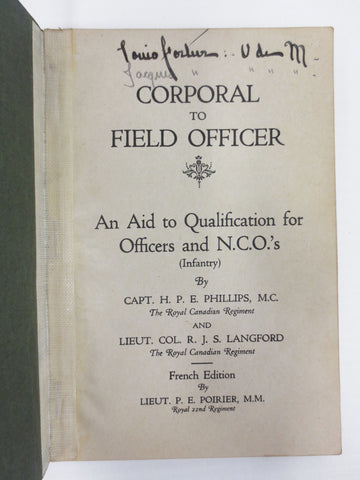 Jacques " " " "
CORPORAL
TO
FIELD OFFICER
An Aid to Qualification for
Officers and N.C.O.'s
(Infantry)
By
CAPT. H. P. E. PHILLIPS, M.C.
The Royal Canadian Regiment
AND
LIEUT. COL. R. J. S. LANGFORD
The Royal Canadian Regiment
French Edition
By
LIEUT. P. E. POIRIER, M.M.
Royal 22nd Regiment